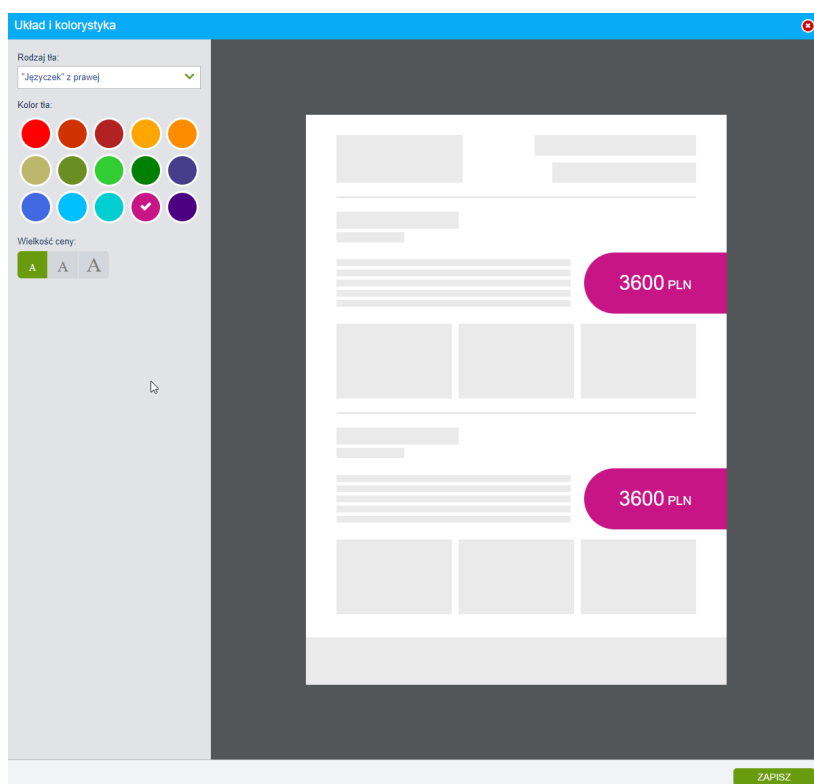 Układ i kolorystyka
Rodzaj tła:
"Języczek" z prawej
Kolor tła:
Wielkość ceny:
A A A
3600 PLN
3600 PLN
ZAPISZ